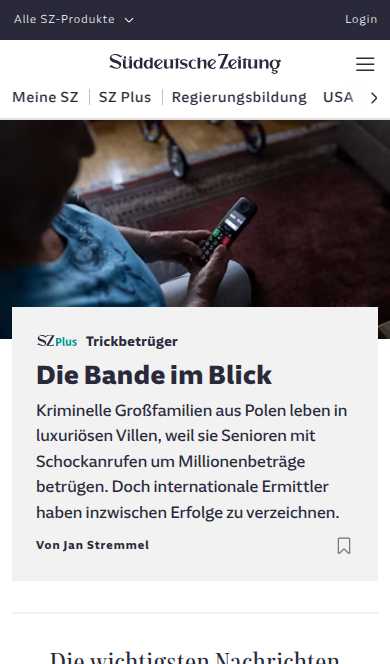 Alle SZ-Produkte
Login
Süddeutsche Zeitung
Meine SZ
SZ Plus
Regierungsbildung
USA
SZPlus Trickbetrüger
Die Bande im Blick
Kriminelle Großfamilien aus Polen leben in
luxuriösen Villen, weil sie Senioren mit
Schockanrufen um Millionenbeträge
betrügen. Doch internationale Ermittler
haben inzwischen Erfolge zu verzeichnen.
Von Jan Stremmel
Die wichtigsten Nachrichten